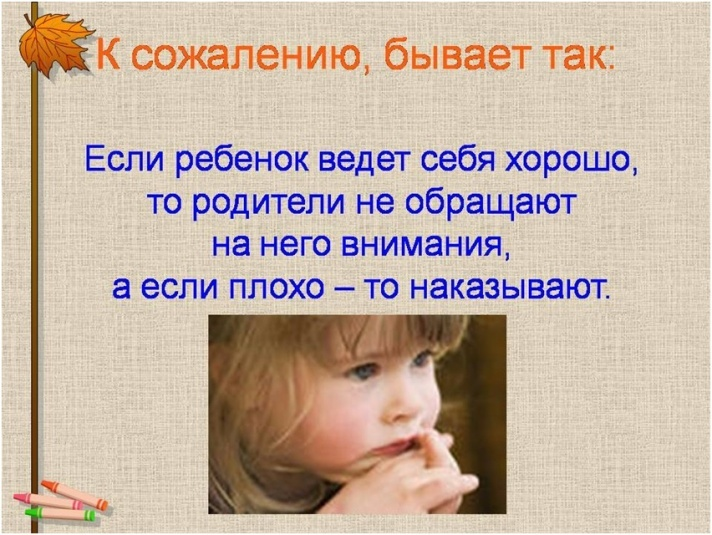 К сожалению, бывает так:
Если ребенок ведет себя хорошо,
то родители не обращают
на него внимания,
а если плохо – то наказывают.